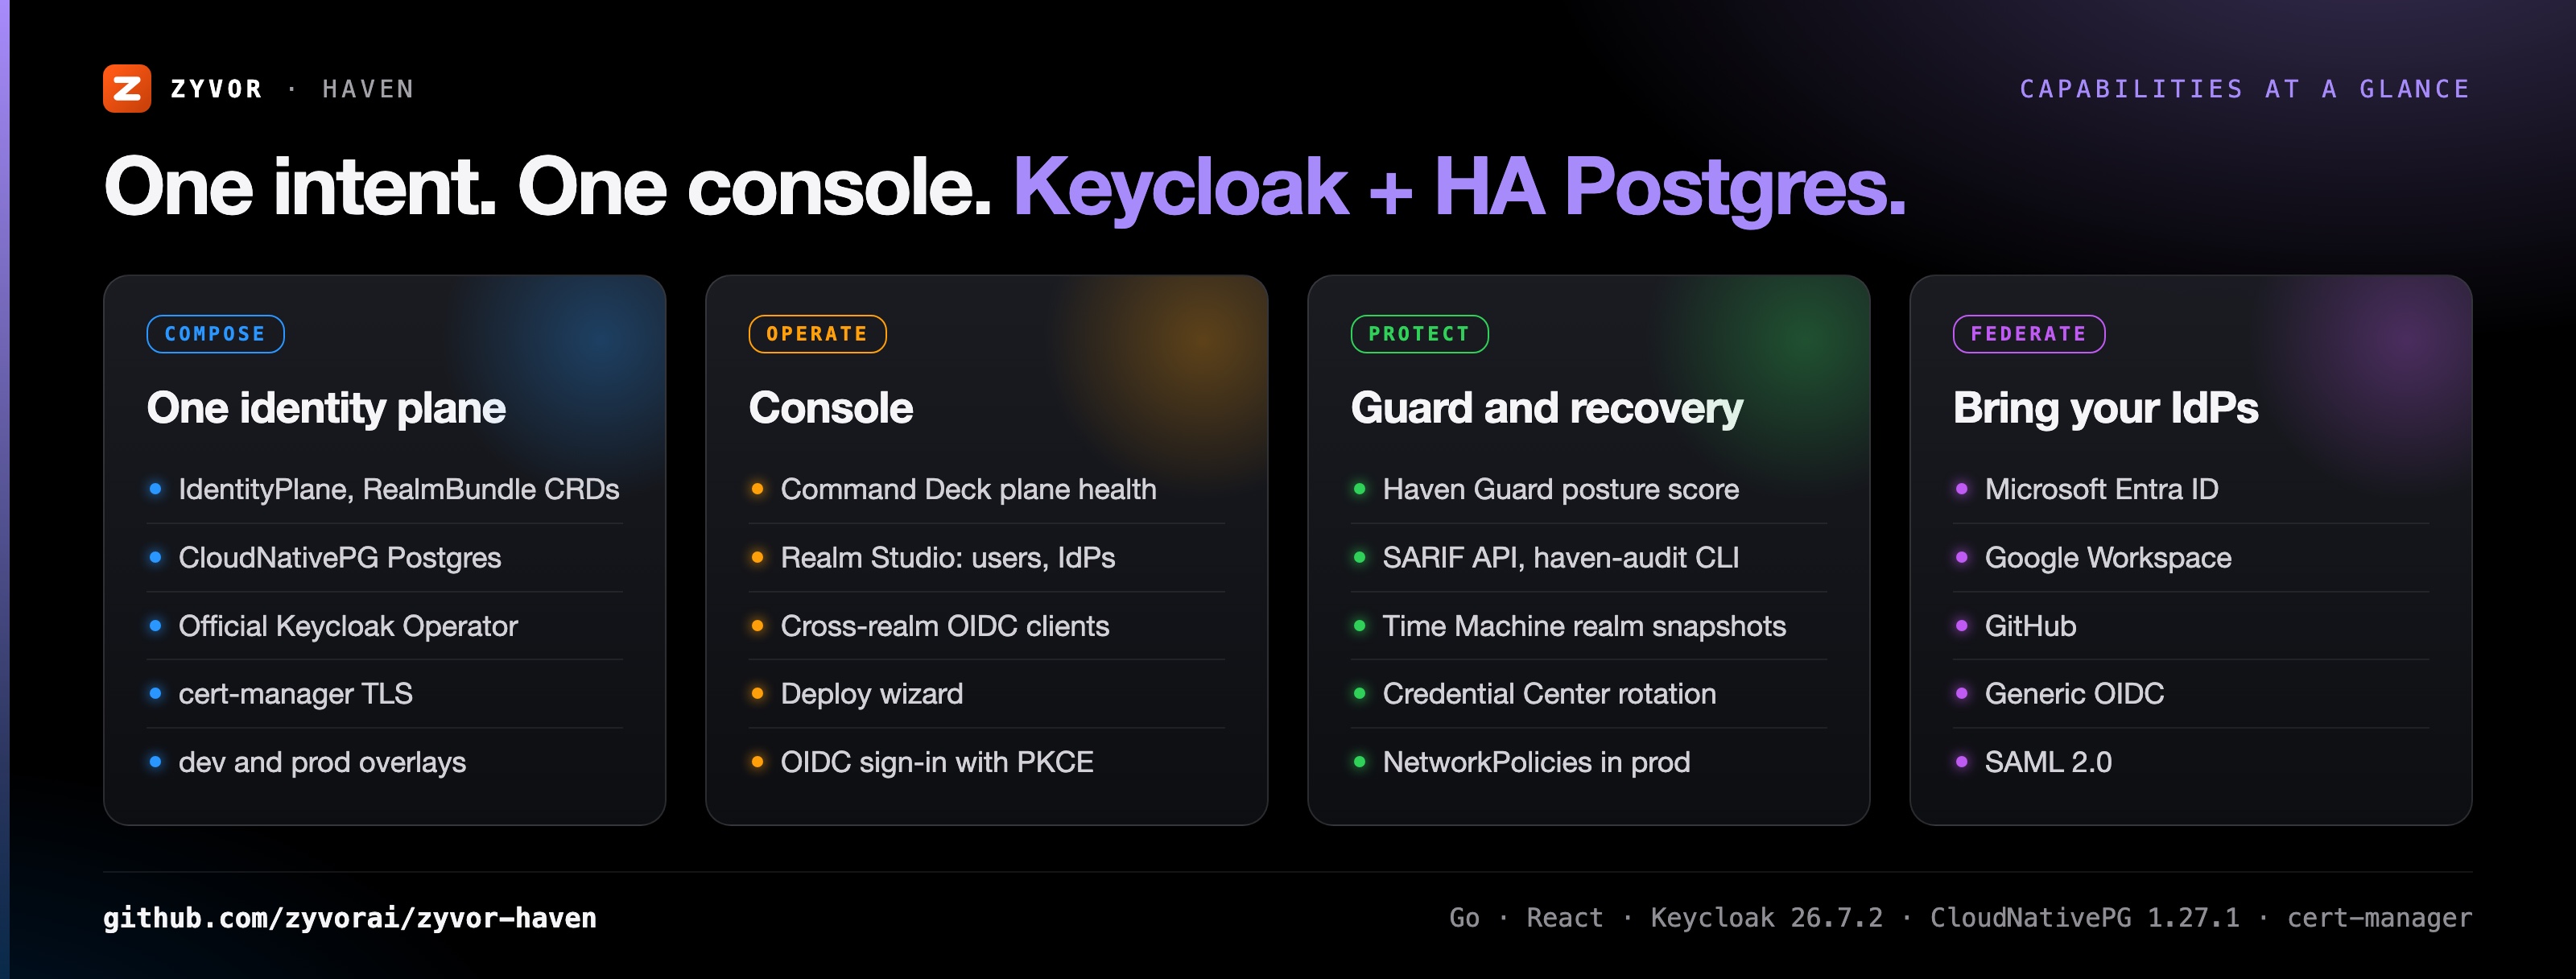 Z ZYVOR · HAVEN
CAPABILITIES AT A GLANCE
One intent. One console. Keycloak + HA Postgres.
COMPOSE
One identity plane
IdentityPlane, RealmBundle CRDs
CloudNativePG Postgres
Official Keycloak Operator
cert-manager TLS
dev and prod overlays
OPERATE
Console
Command Deck plane health
Realm Studio: users, IdPs
Cross-realm OIDC clients
Deploy wizard
OIDC sign-in with PKCE
PROTECT
Guard and recovery
Haven Guard posture score
SARIF API, haven-audit CLI
Time Machine realm snapshots
Credential Center rotation
NetworkPolicies in prod
FEDERATE
Bring your IdPs
Microsoft Entra ID
Google Workspace
GitHub
Generic OIDC
SAML 2.0
github.com/zyvorai/zyvor-haven
Go · React · Keycloak 26.7.2 · CloudNativePG 1.27.1 · cert-manager